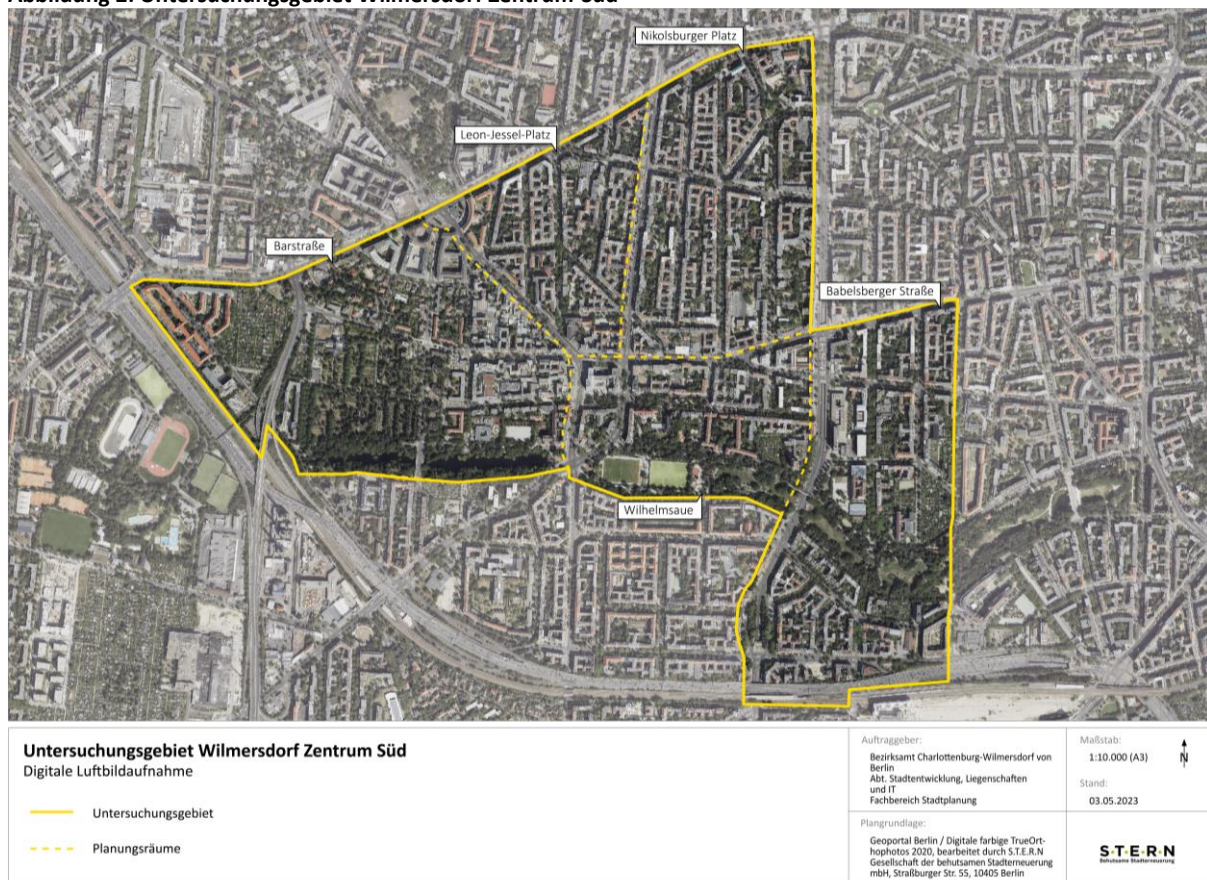 Nikolsburger Platz
Leon-Jessel-Platz
Barstraße
Babelsberger Straße
Wilhelmsaue
Untersuchungsgebiet Wilmersdorf Zentrum Süd
Digitale Luftbildaufnahme
Untersuchungsgebiet
Planungsräume
Auftraggeber:
Bezirksamt Charlottenburg-Wilmersdorf von
Berlin
Abt. Stadtentwicklung, Liegenschaften
und IT
Fachbereich Stadtplanung
Maßstab:
1:10.000 (A3)
N
Stand:
03.05.2023
Plangrundlage:
Geoportal Berlin / Digitale farbige TrueOrt-
hophotos 2020, bearbeitet durch S.T.E.R.N
Gesellschaft der behutsamen Stadterneuerung
mbH, Straßburger Str. 55, 10405 Berlin
S·T·E·R·N
Behutsame Stadterneuerung